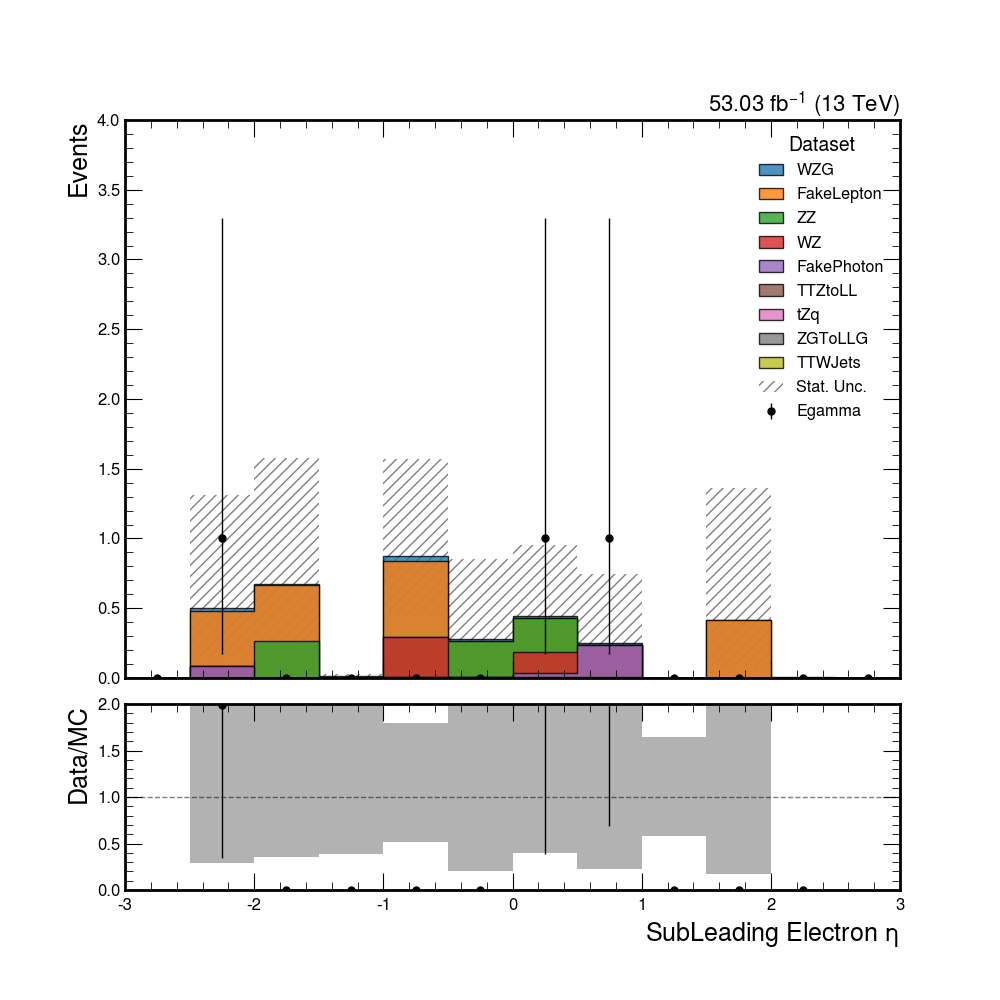 53.03 fb⁻¹ (13 TeV)
Events
4.0
3.5
3.0
2.5
2.0
1.5
1.0
0.5
0.0
Dataset
WZG
FakeLepton
ZZ
WZ
FakePhoton
TTZtoLL
tZq
ZGToLLG
TTWJets
Stat. Unc.
Egamma
Data/MC
2.0
1.5
1.0
0.5
0.0
-3 -2 -1 0 1 2 3
SubLeading Electron η